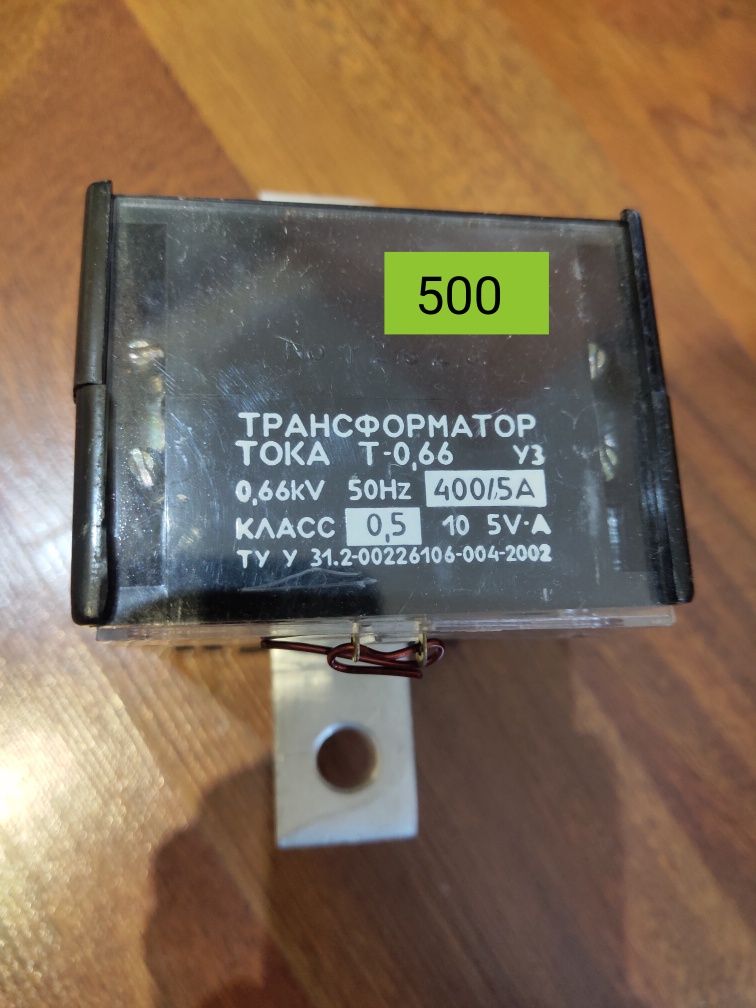 500
ТРАНСФОРМАТОР
ТОКА Т-0,66 У3
0,66kV 50Hz 400/5А
КЛАСС 0,5 10 5V·А
ТУ У 31.2-00226106-004-2002